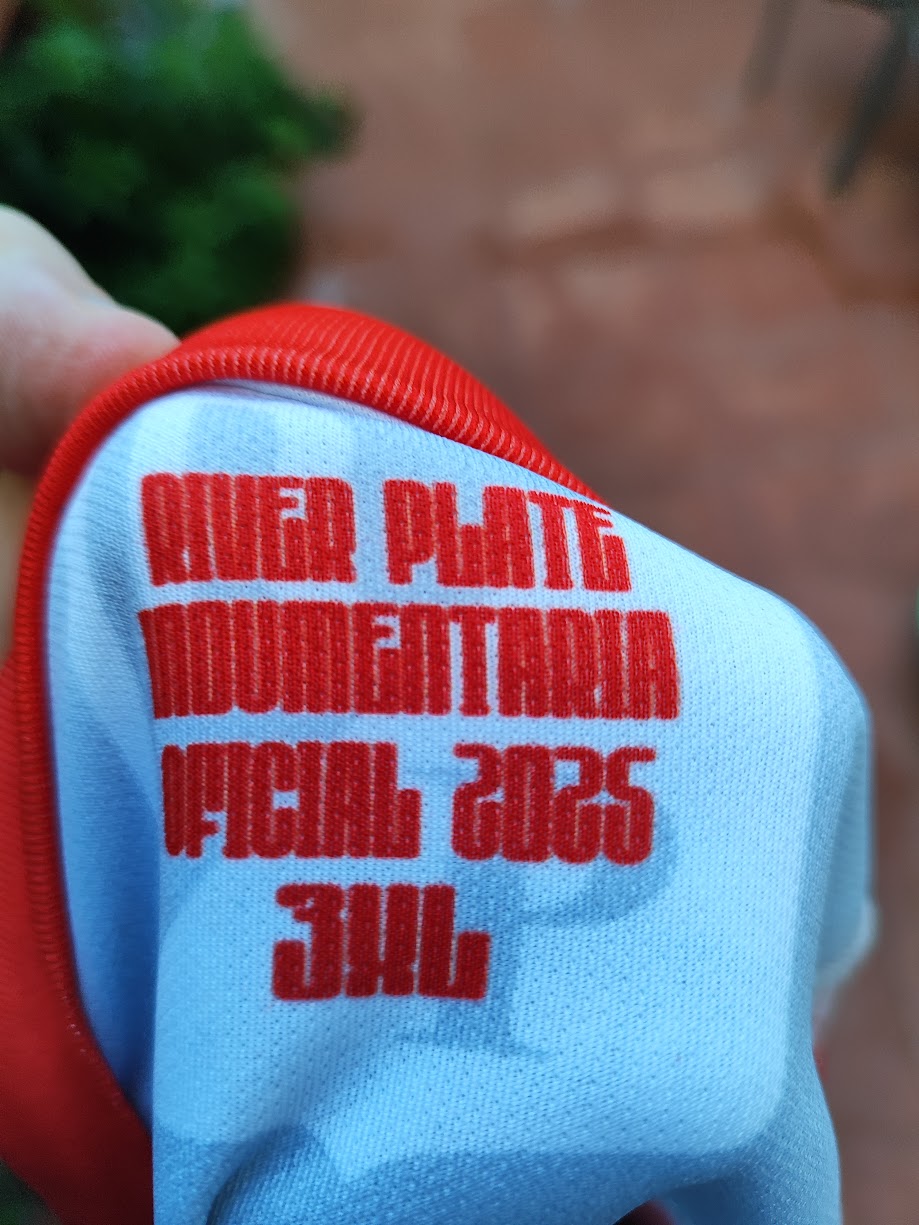 RIVER PLATE
INDUMENTARIA
OFICIAL 2025
3XL